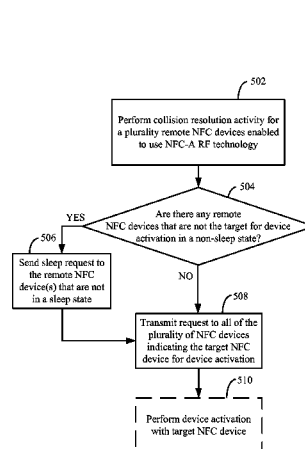 502
Perform collision resolution activity for
a plurality remote NFC devices enabled
to use NFC-A RF technology
504
Are there any remote
NFC devices that are not the target for device
activation in a non-sleep state?
YES
506
Send sleep request to
the remote NFC
device(s) that are not
in a sleep state
NO
508
Transmit request to all of the
plurality of NFC devices
indicating the target NFC
device for device activation
510
Perform device activation
with target NFC device